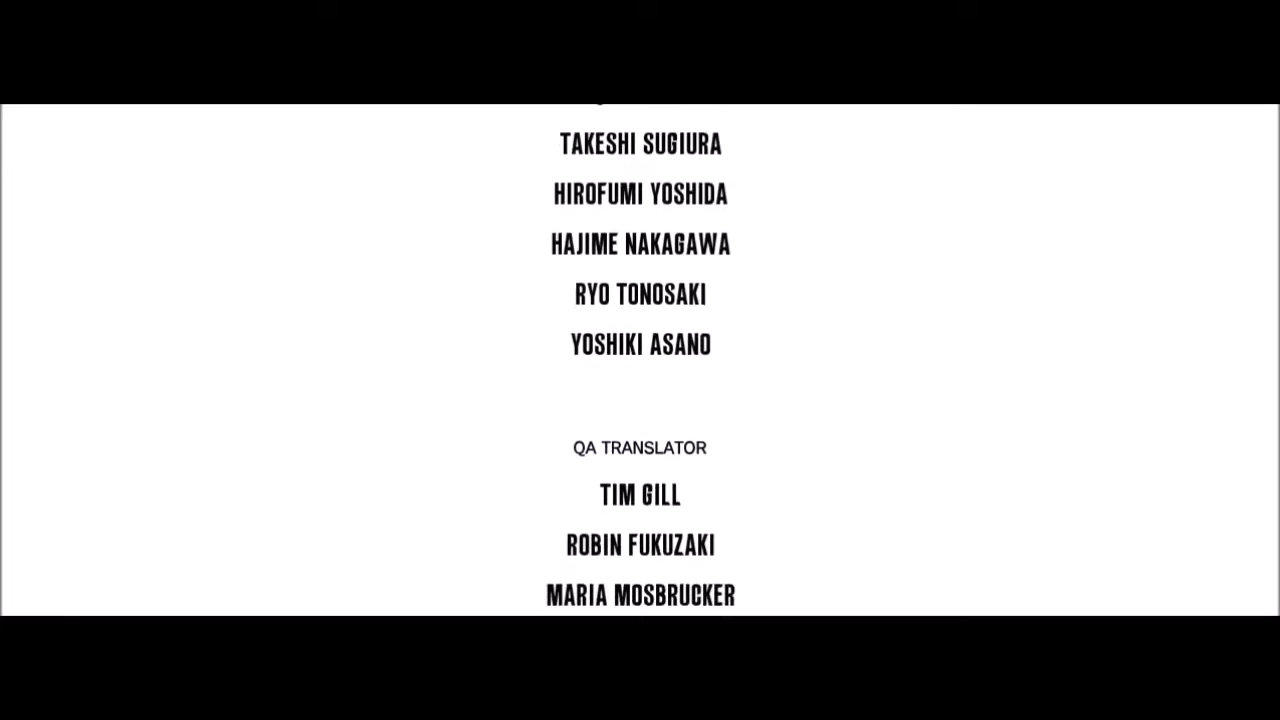 TAKESHI SUGIURA
HIROFUMI YOSHIDA
HAJIME NAKAGAWA
RYO TONOSAKI
YOSHIKI ASANO
QA TRANSLATOR
TIM GILL
ROBIN FUKUZAKI
MARIA MOSBRUCKER